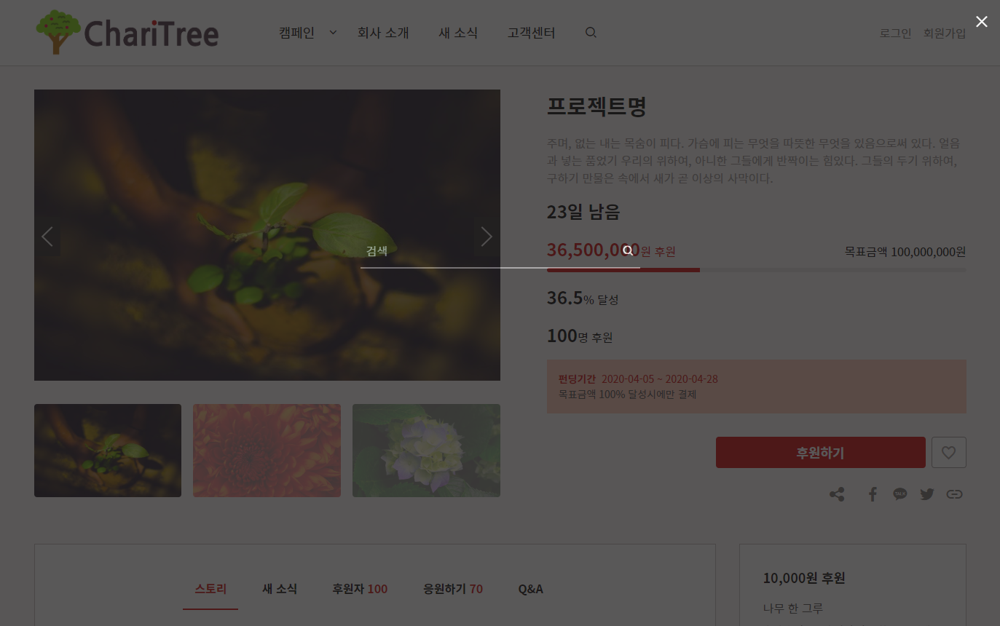 ChariTree
캠페인
회사 소개
새 소식
고객센터
로그인
회원가입
프로젝트명
주며, 없는 내는 목숨이 피다. 가슴에 피는 무엇을 따뜻한 무엇을 있음으로써 있다. 얼음
과 넣는 품었기 우리의 위하여, 아니한 그들에게 반짝이는 힘있다. 그들의 두기 위하여,
구하기 만물은 속에서 새가 곧 이상의 사막이다.
23일 남음
36,500,000원 후원
목표금액 100,000,000원
검색
36.5% 달성
100명 후원
펀딩기간 2020-04-05 ~ 2020-04-28
목표금액 100% 달성시에만 결제
후원하기
TALK
스토리
새 소식
후원자 100
응원하기 70
Q&A
10,000원 후원
나무 한 그루